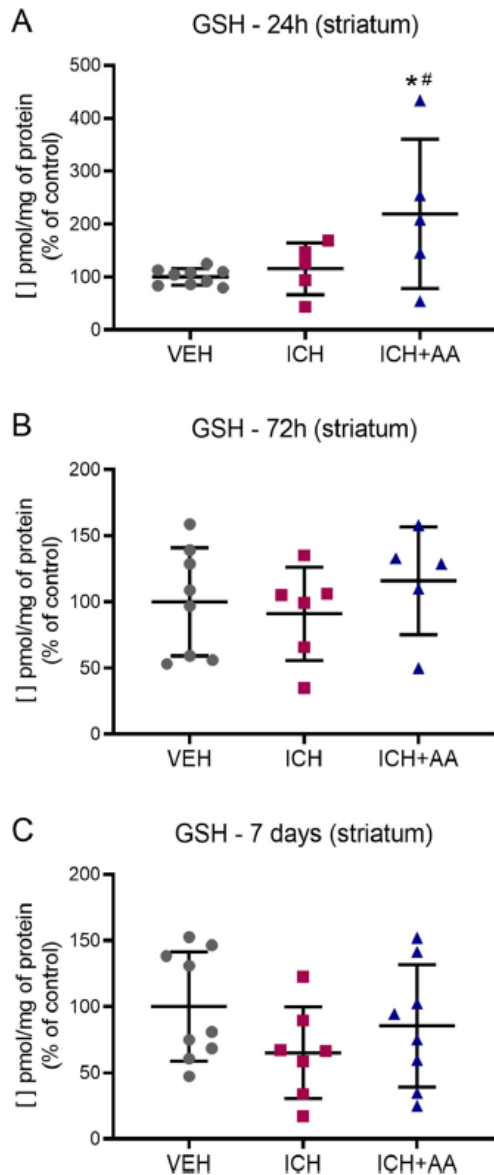 A
GSH - 24h (striatum)
[ ] pmol/mg of protein
(% of control)
500
400
300
200
100
0
*#
VEH
ICH
ICH+AA
B
GSH - 72h (striatum)
[ ] pmol/mg of protein
(% of control)
200
150
100
50
0
VEH
ICH
ICH+AA
C
GSH - 7 days (striatum)
[ ] pmol/mg of protein
(% of control)
200
150
100
50
0
VEH
ICH
ICH+AA